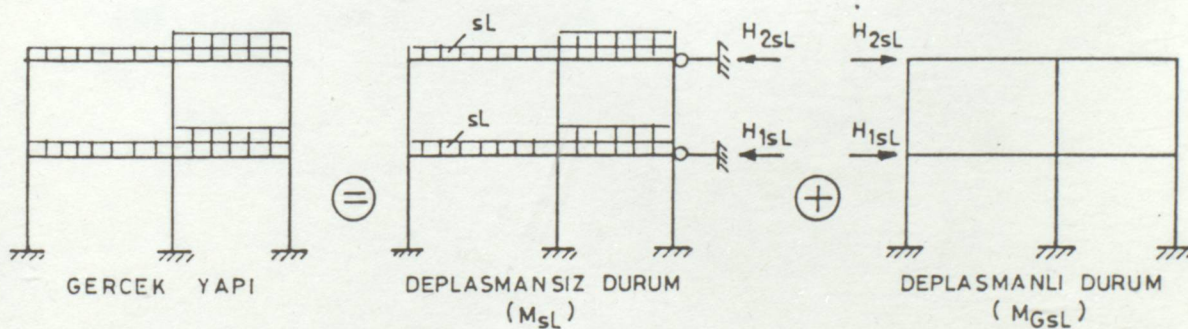 sL
sL
H2sL
H1sL
H2sL
H1sL
=
+
GERCEK YAPI
DEPLASMANSIZ DURUM
(MsL)
DEPLASMANLI DURUM
(MGsL)